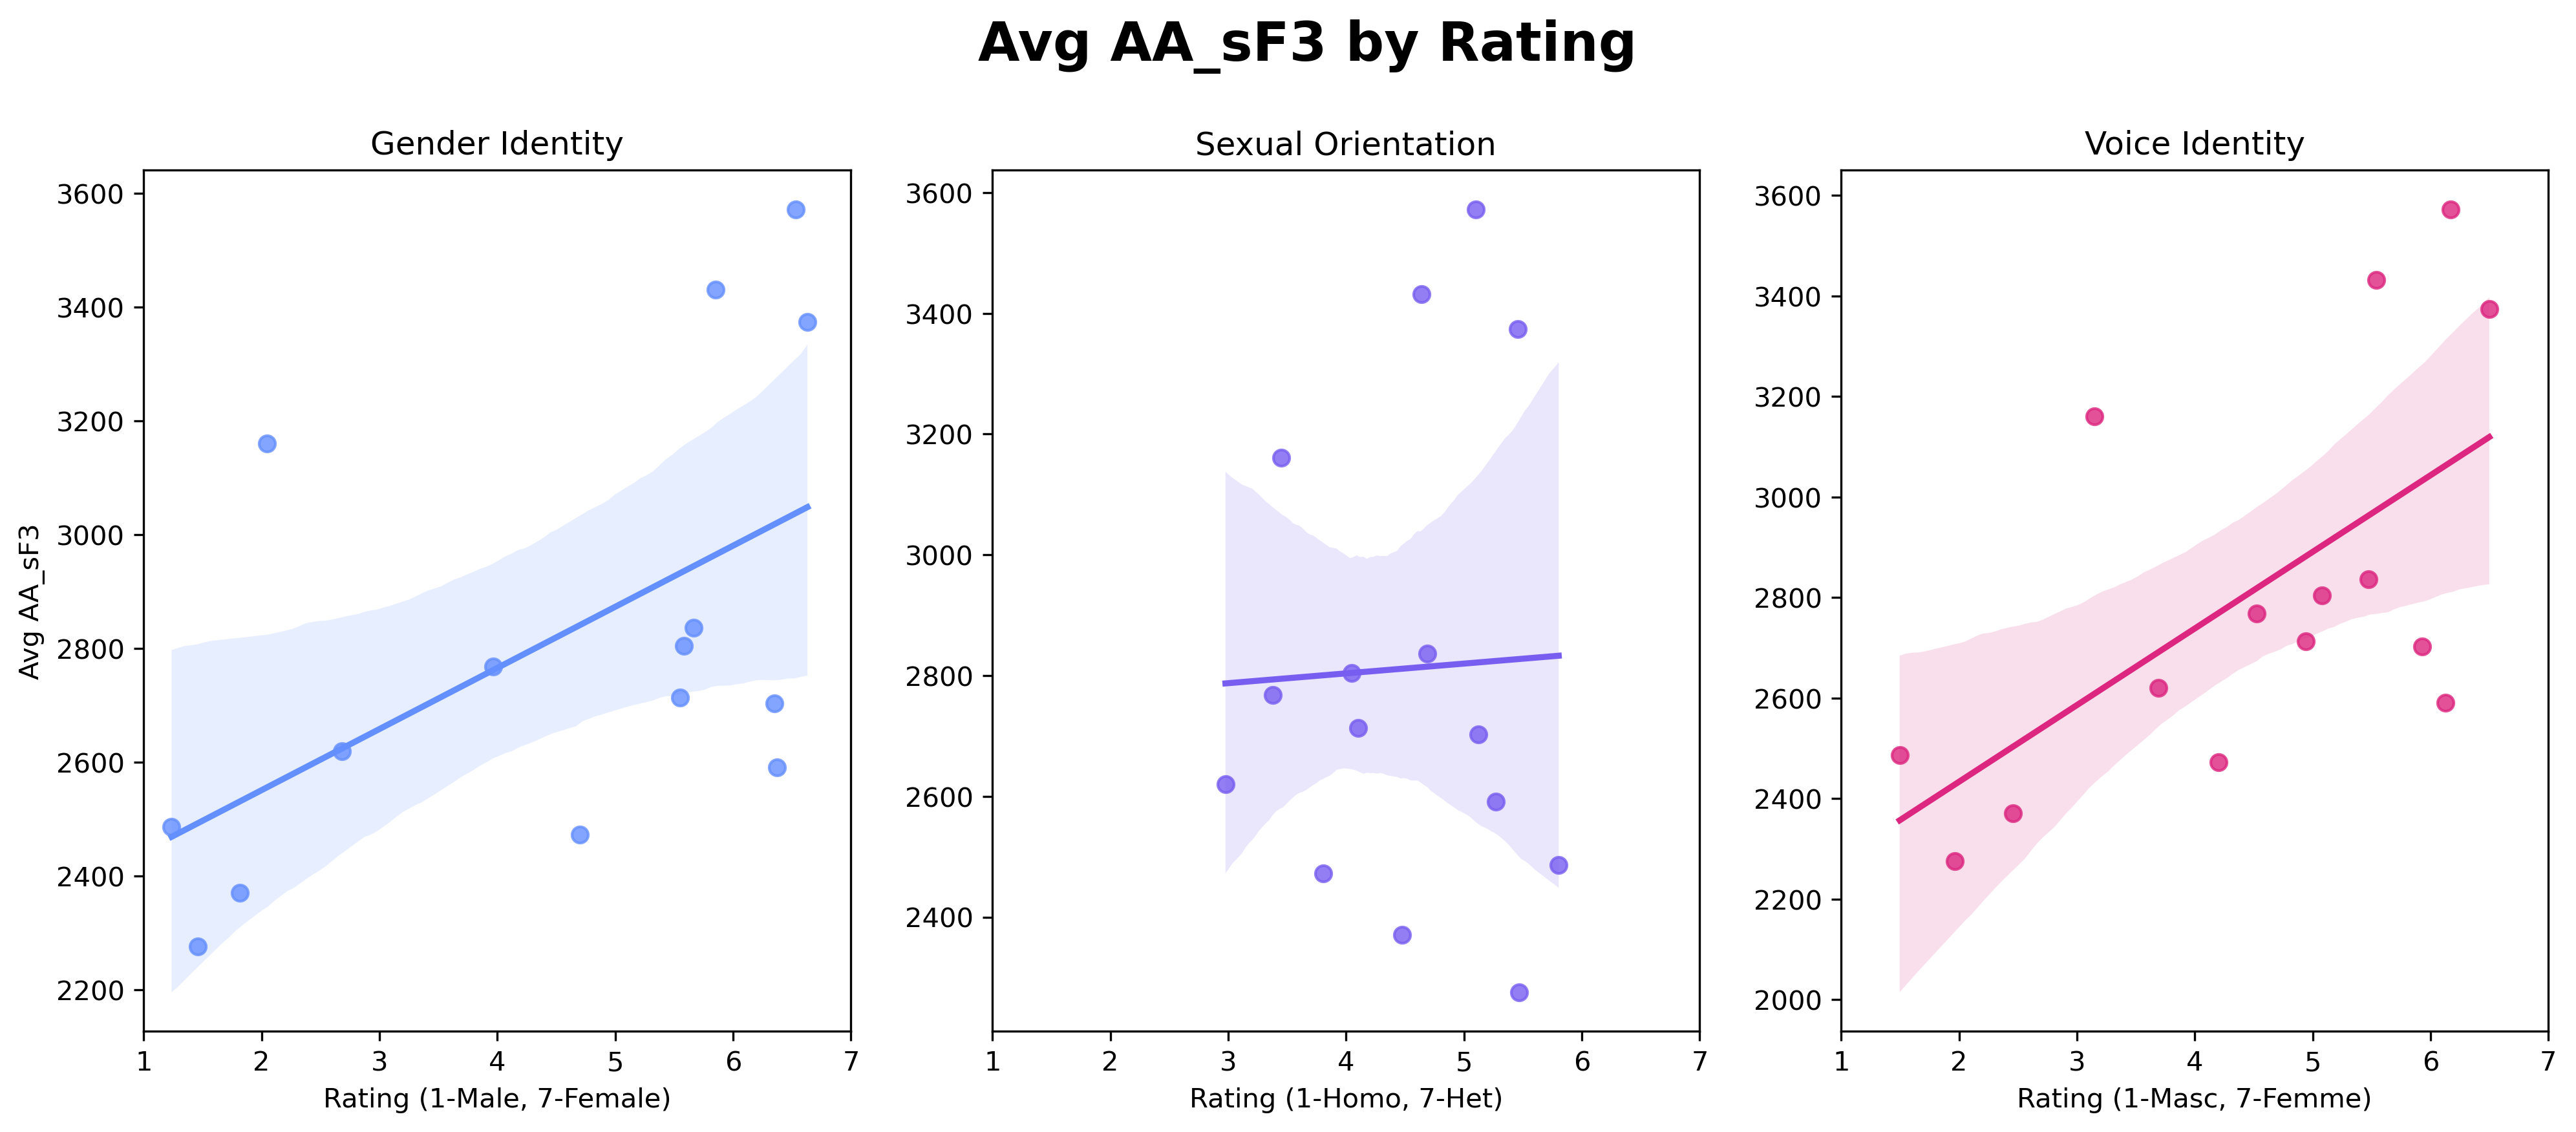 Avg AA_sF3 by Rating
Gender Identity
Sexual Orientation
Voice Identity
Avg AA_sF3
3600
3400
3200
3000
2800
2600
2400
2200
1 2 3 4 5 6 7
Rating (1-Male, 7-Female)
3600
3400
3200
3000
2800
2600
2400
1 2 3 4 5 6 7
Rating (1-Homo, 7-Het)
3600
3400
3200
3000
2800
2600
2400
2200
2000
1 2 3 4 5 6 7
Rating (1-Masc, 7-Femme)